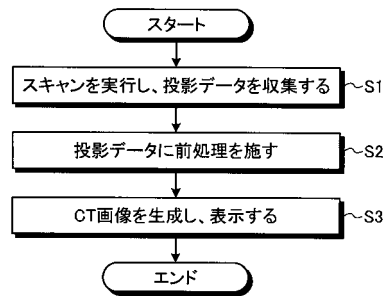 スタート
スキャンを実行し、投影データを収集する
S1
投影データに前処理を施す
S2
CT画像を生成し、表示する
S3
エンド